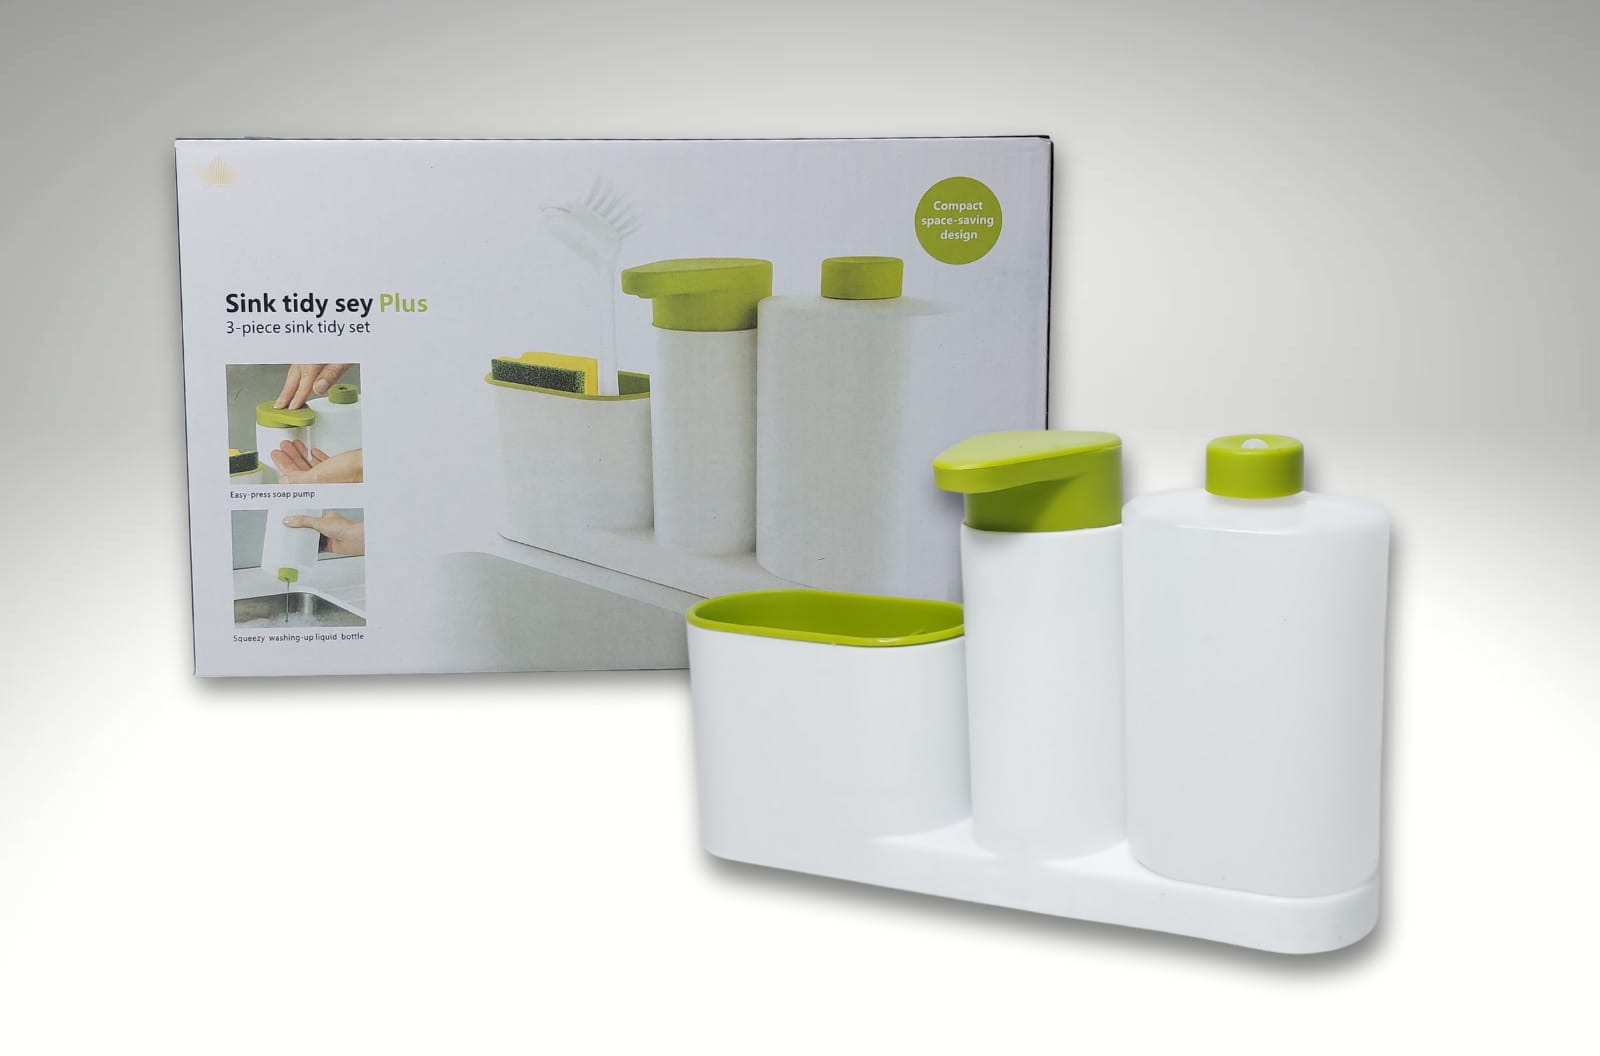 Compact
space-saving
design
Sink tidy sey Plus
3-piece sink tidy set
Easy-press soap pump
Squeezy washing-up liquid bottle